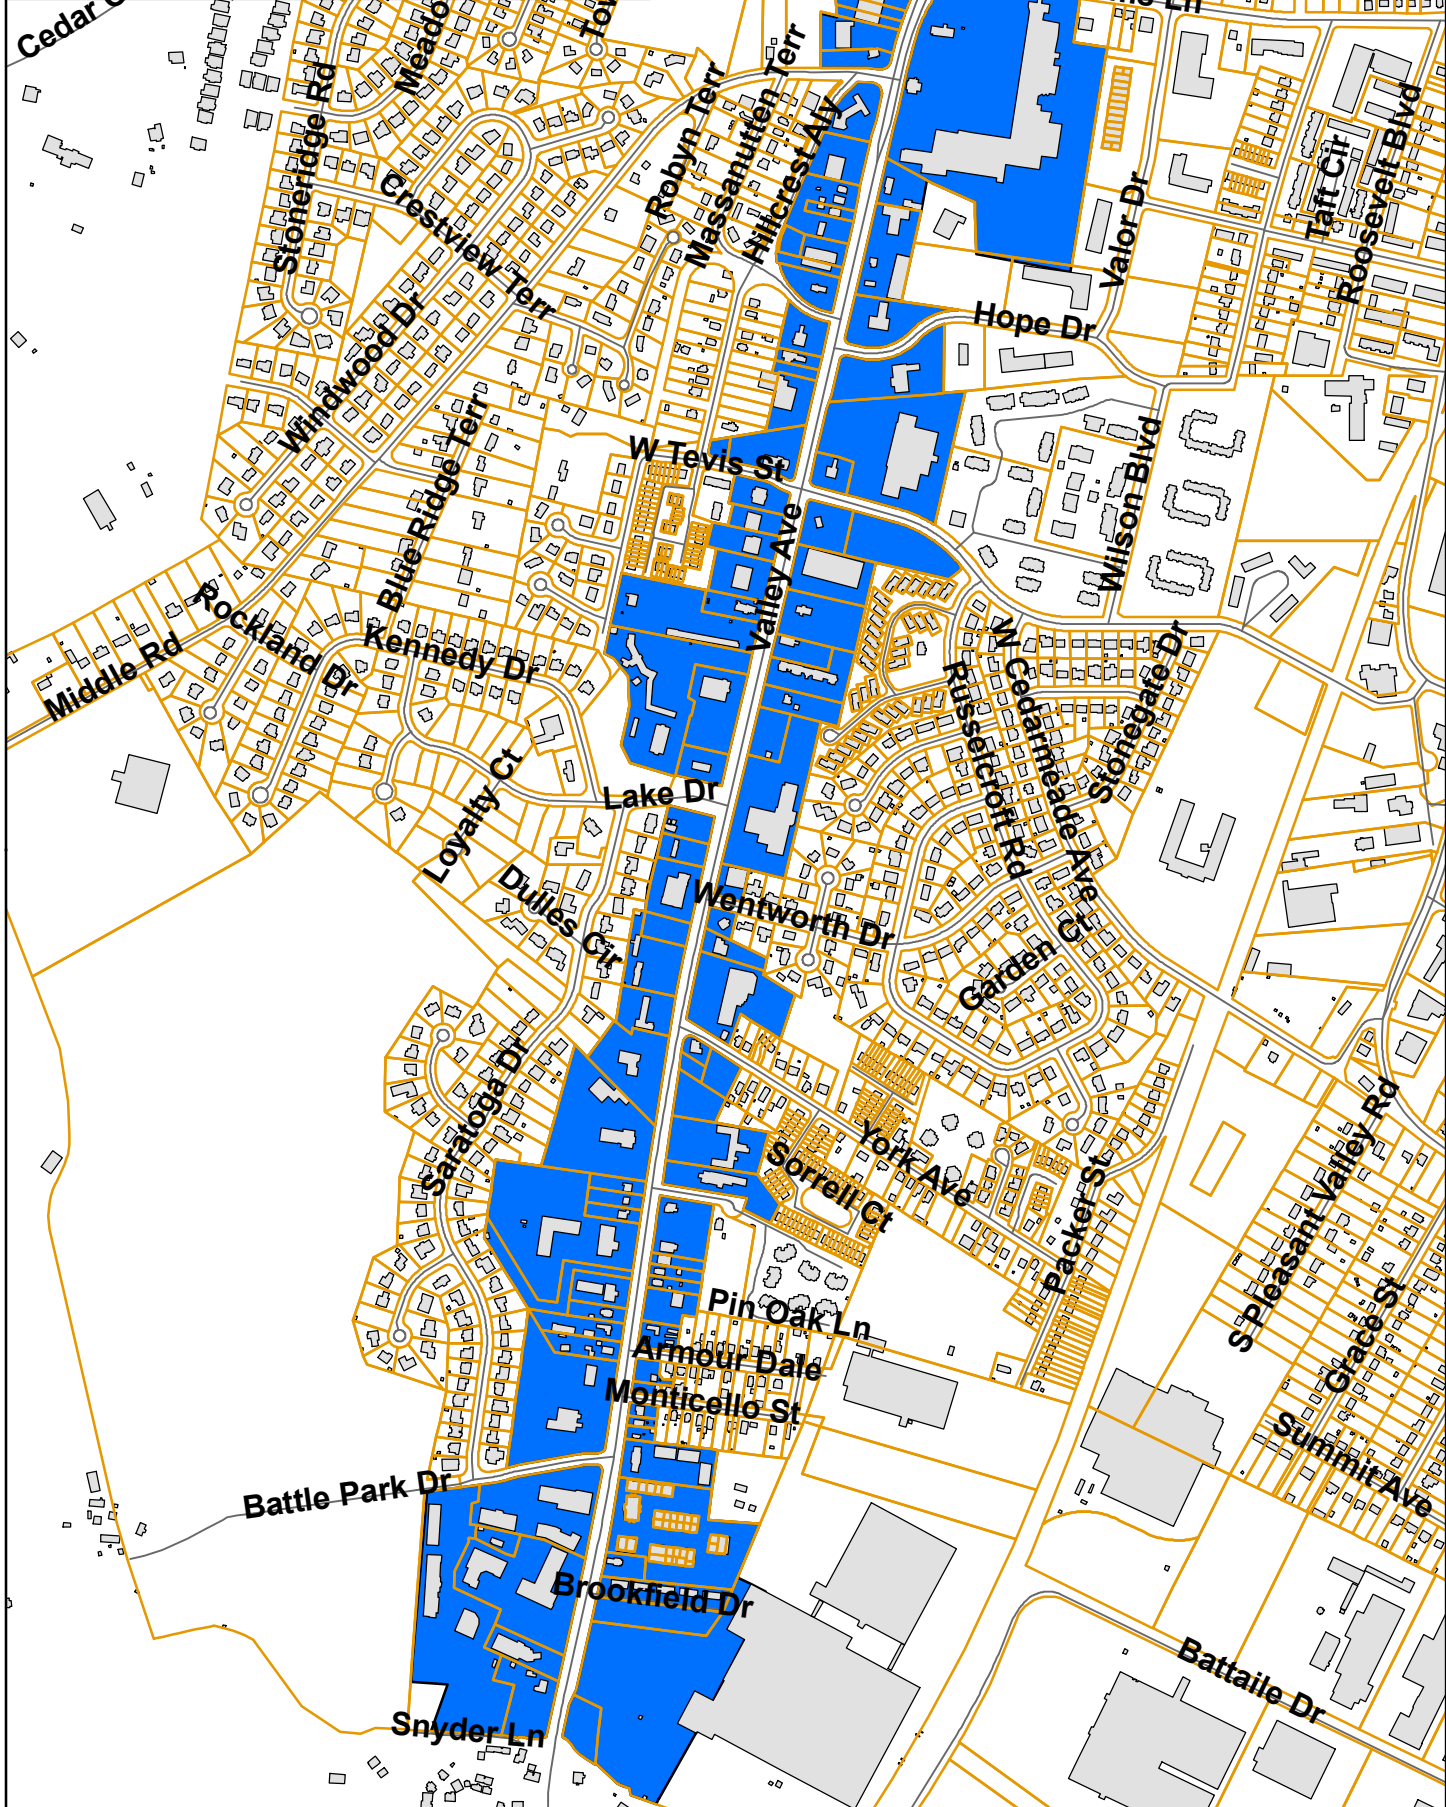 Cedar
Stoneridge Rd
Robyn Terr
Massanutten Terr
Hillcrest Aly
Crestview Terr
Valor Dr
Taft Cir
Roosevelt Blvd
Hope Dr
Windwood Dr
Blue Ridge Terr
W Tevis St
Wilson Blvd
Valley Ave
Rockland Dr
Kennedy Dr
Middle Rd
W Cedarmeade Ave
Russelcroft Rd
Stonegate Dr
Loyalty Ct
Lake Dr
Dulles Cir
Wentworth Dr
Garden Ct
Saratoga Dr
York Ave
Sorrell Ct
Packer St
S Pleasant Valley Rd
Pin Oak Ln
Armour Dale
Monticello St
Grace St
Summit Ave
Battle Park Dr
Brookfield Dr
Battaile Dr
Snyder Ln